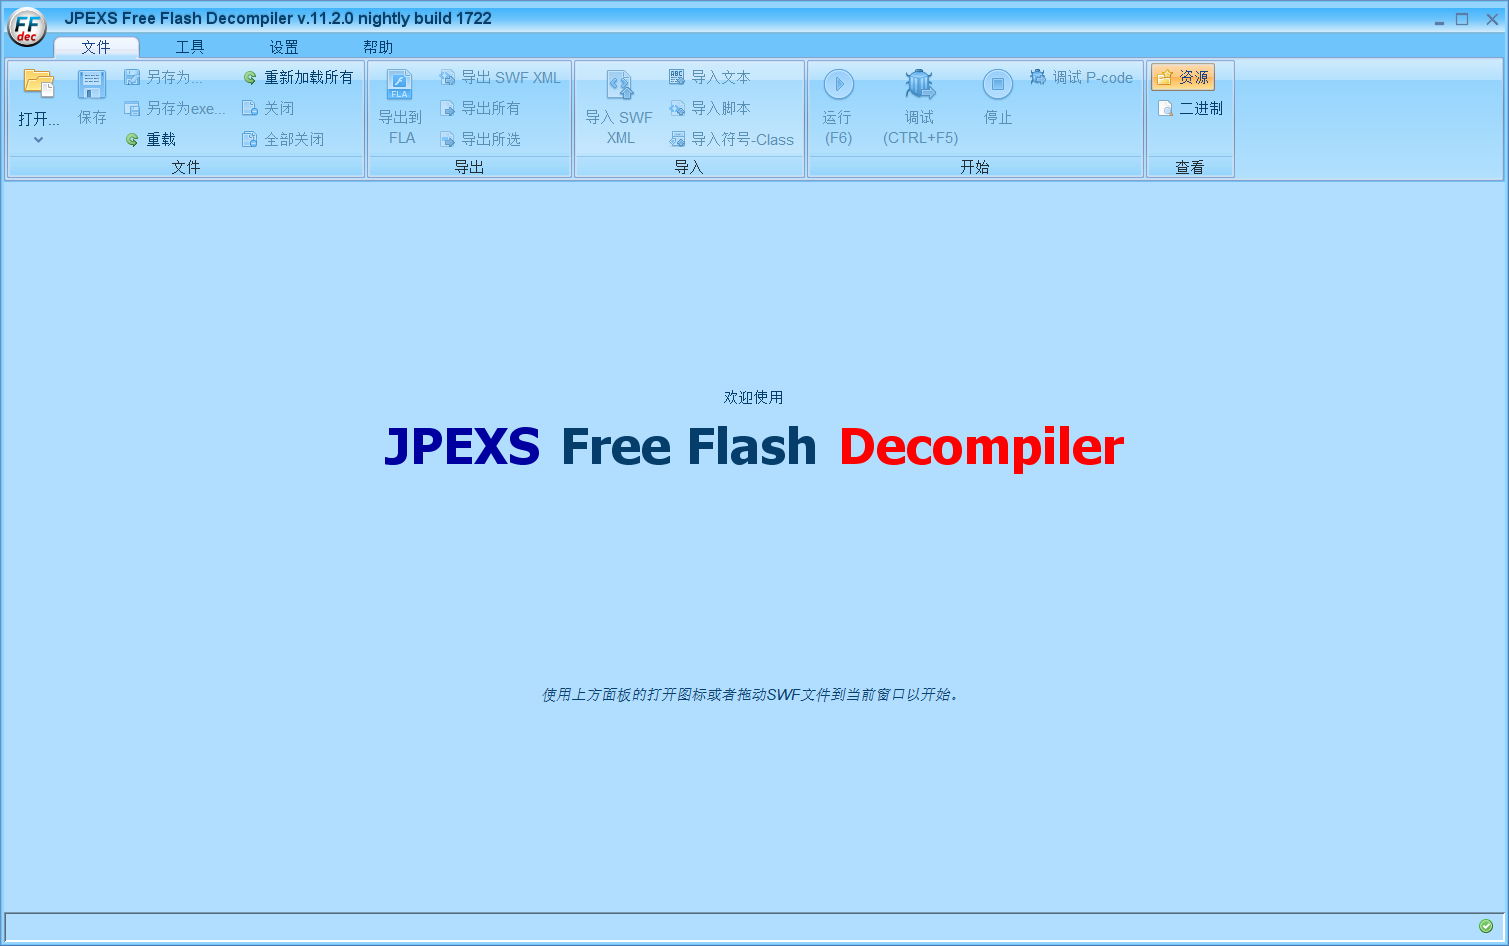 FF
dec
JPEXS Free Flash Decompiler v.11.2.0 nightly build 1722
文件 工具 设置 帮助
打开...
保存
另存为...
另存为exe...
重载
重新加载所有
关闭
全部关闭
文件
导出到
FLA
导出 SWF XML
导出所有
导出所选
导出
导入 SWF
XML
导入文本
导入脚本
导入符号-Class
导入
运行
(F6)
调试
(CTRL+F5)
停止
调试 P-code
开始
资源
二进制
查看
欢迎使用
JPEXS Free Flash Decompiler
使用上方面板的打开图标或者拖动SWF文件到当前窗口以开始。